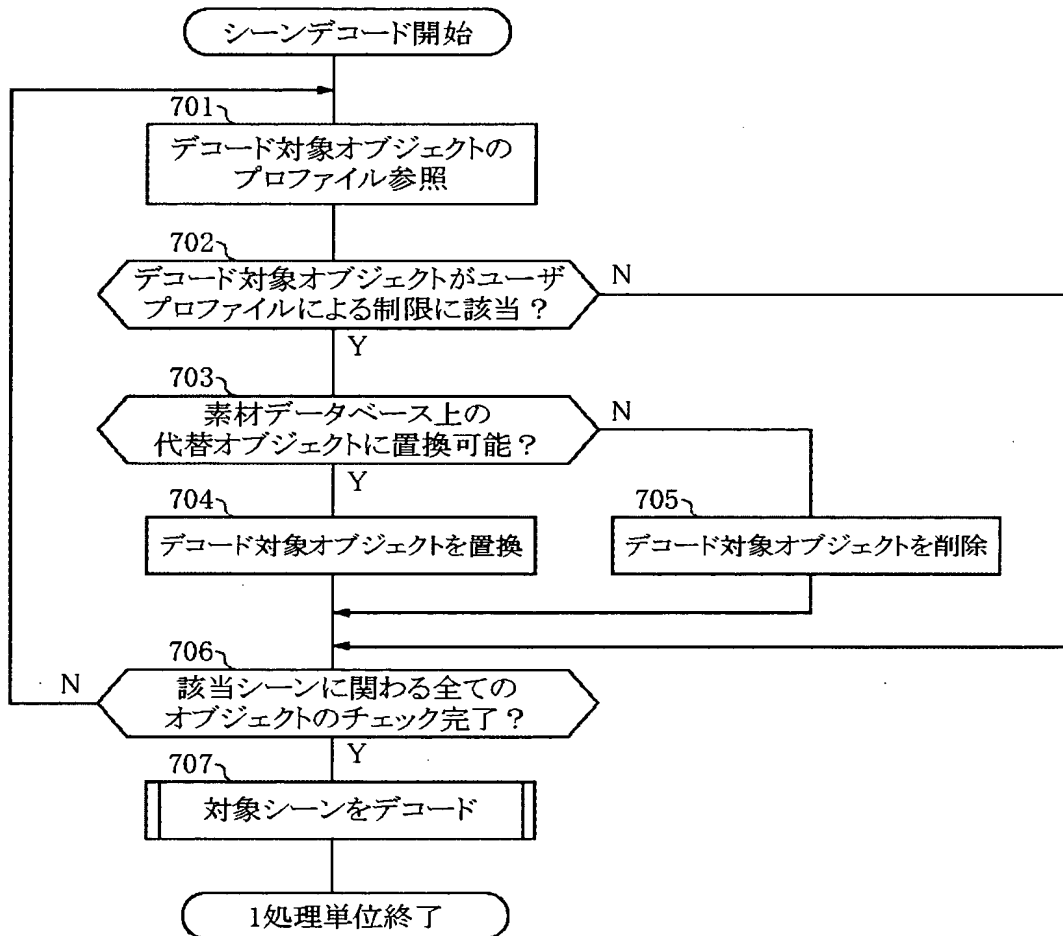 シーンデコード開始
701
デコード対象オブジェクトの
プロファイル参照
702
デコード対象オブジェクトがユーザ
プロファイルによる制限に該当？
N
Y
703
素材データベース上の
代替オブジェクトに置換可能？
N
Y
704
デコード対象オブジェクトを置換
705
デコード対象オブジェクトを削除
706
該当シーンに関わる全ての
オブジェクトのチェック完了？
N
Y
707
対象シーンをデコード
1処理単位終了